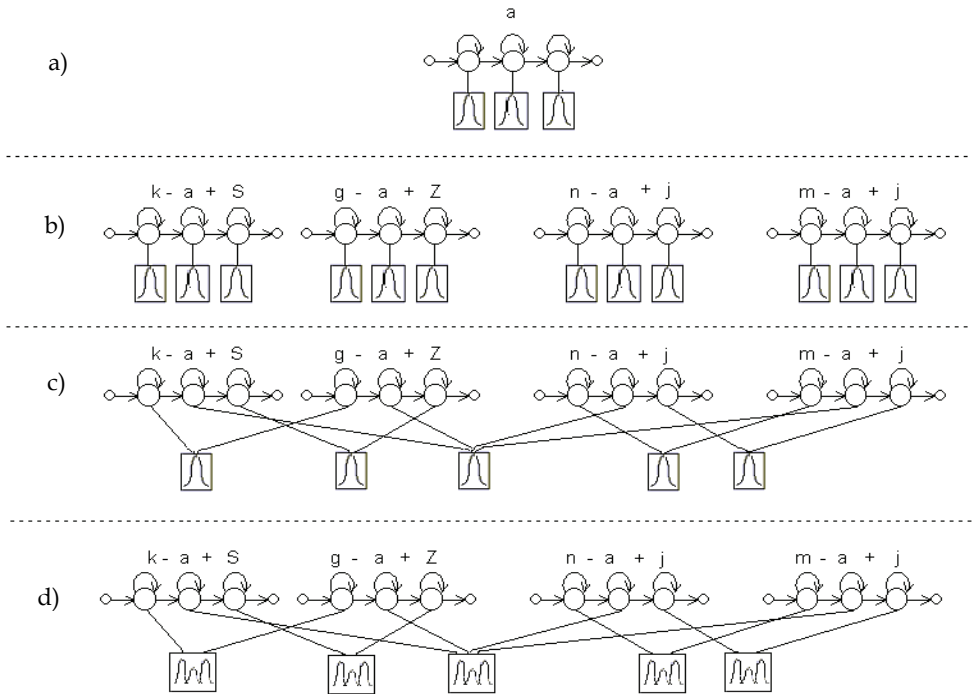 a
a)
k - a + S g - a + Z n - a + j m - a + j
b)
k - a + S g - a + Z n - a + j m - a + j
c)
k - a + S g - a + Z n - a + j m - a + j
d)